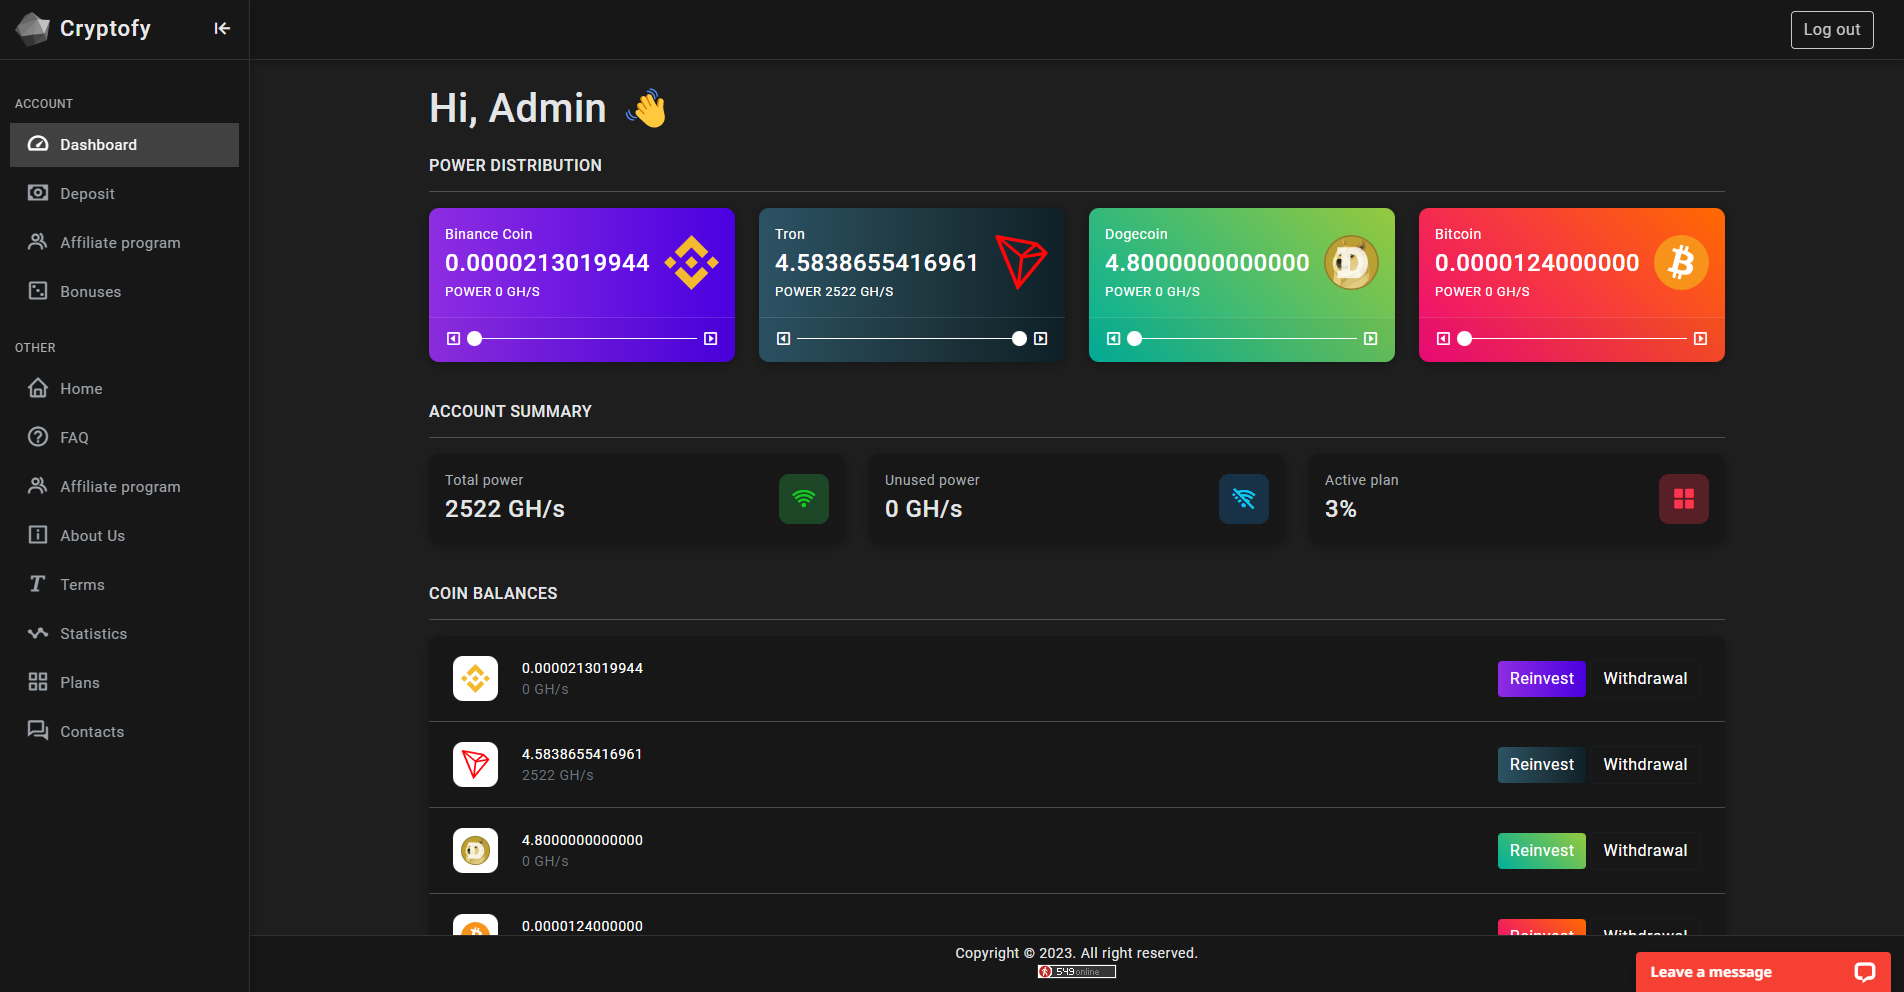 Cryptofy
Log out
ACCOUNT
Dashboard
Deposit
Affiliate program
Bonuses
OTHER
Home
FAQ
Affiliate program
About Us
Terms
Statistics
Plans
Contacts
Hi, Admin 👋
POWER DISTRIBUTION
Binance Coin
0.0000213019944
POWER 0 GH/S
Tron
4.5838655416961
POWER 2522 GH/S
Dogecoin
4.8000000000000
POWER 0 GH/S
Bitcoin
0.0000124000000
POWER 0 GH/S
ACCOUNT SUMMARY
Total power
2522 GH/s
Unused power
0 GH/s
Active plan
3%
COIN BALANCES
0.0000213019944
0 GH/s
Reinvest Withdrawal
4.5838655416961
2522 GH/s
Reinvest Withdrawal
4.8000000000000
0 GH/s
Reinvest Withdrawal
0.0000124000000
Reinvest Withdrawal
Copyright © 2023. All right reserved.
549 online
Leave a message